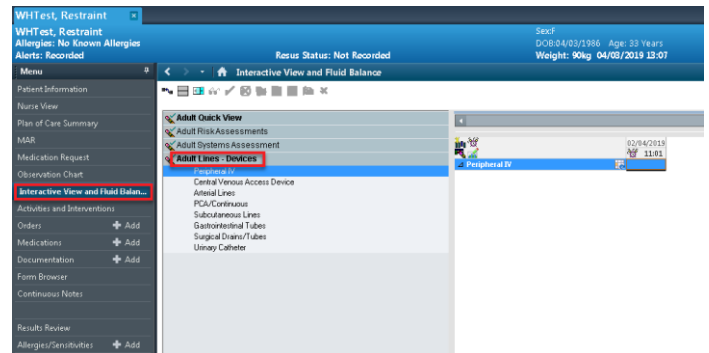 WHTest, Restraint
WHTest, Restraint
Allergies: No Known Allergies
Alerts: Recorded
Resus Status: Not Recorded
Sex:F
DOB:04/03/1986 Age: 33 Years
Weight: 90kg 04/03/2019 13:07
Menu
Interactive View and Fluid Balance
Patient Information
Nurse View
Plan of Care Summary
MAR
Medication Request
Observation Chart
Interactive View and Fluid Balan...
Activities and Interventions
Orders + Add
Medications + Add
Documentation + Add
Form Browser
Continuous Notes
Results Review
Allergies/Sensitivities + Add
Adult Quick View
Adult Risk Assessments
Adult Systems Assessment
Adult Lines - Devices
Peripheral IV
Central Venous Access Device
Arterial Lines
PCA/Continuous
Subcutaneous Lines
Gastrointestinal Tubes
Surgical Drains/Tubes
Urinary Catheter
02/04/2019
11:01
Peripheral IV